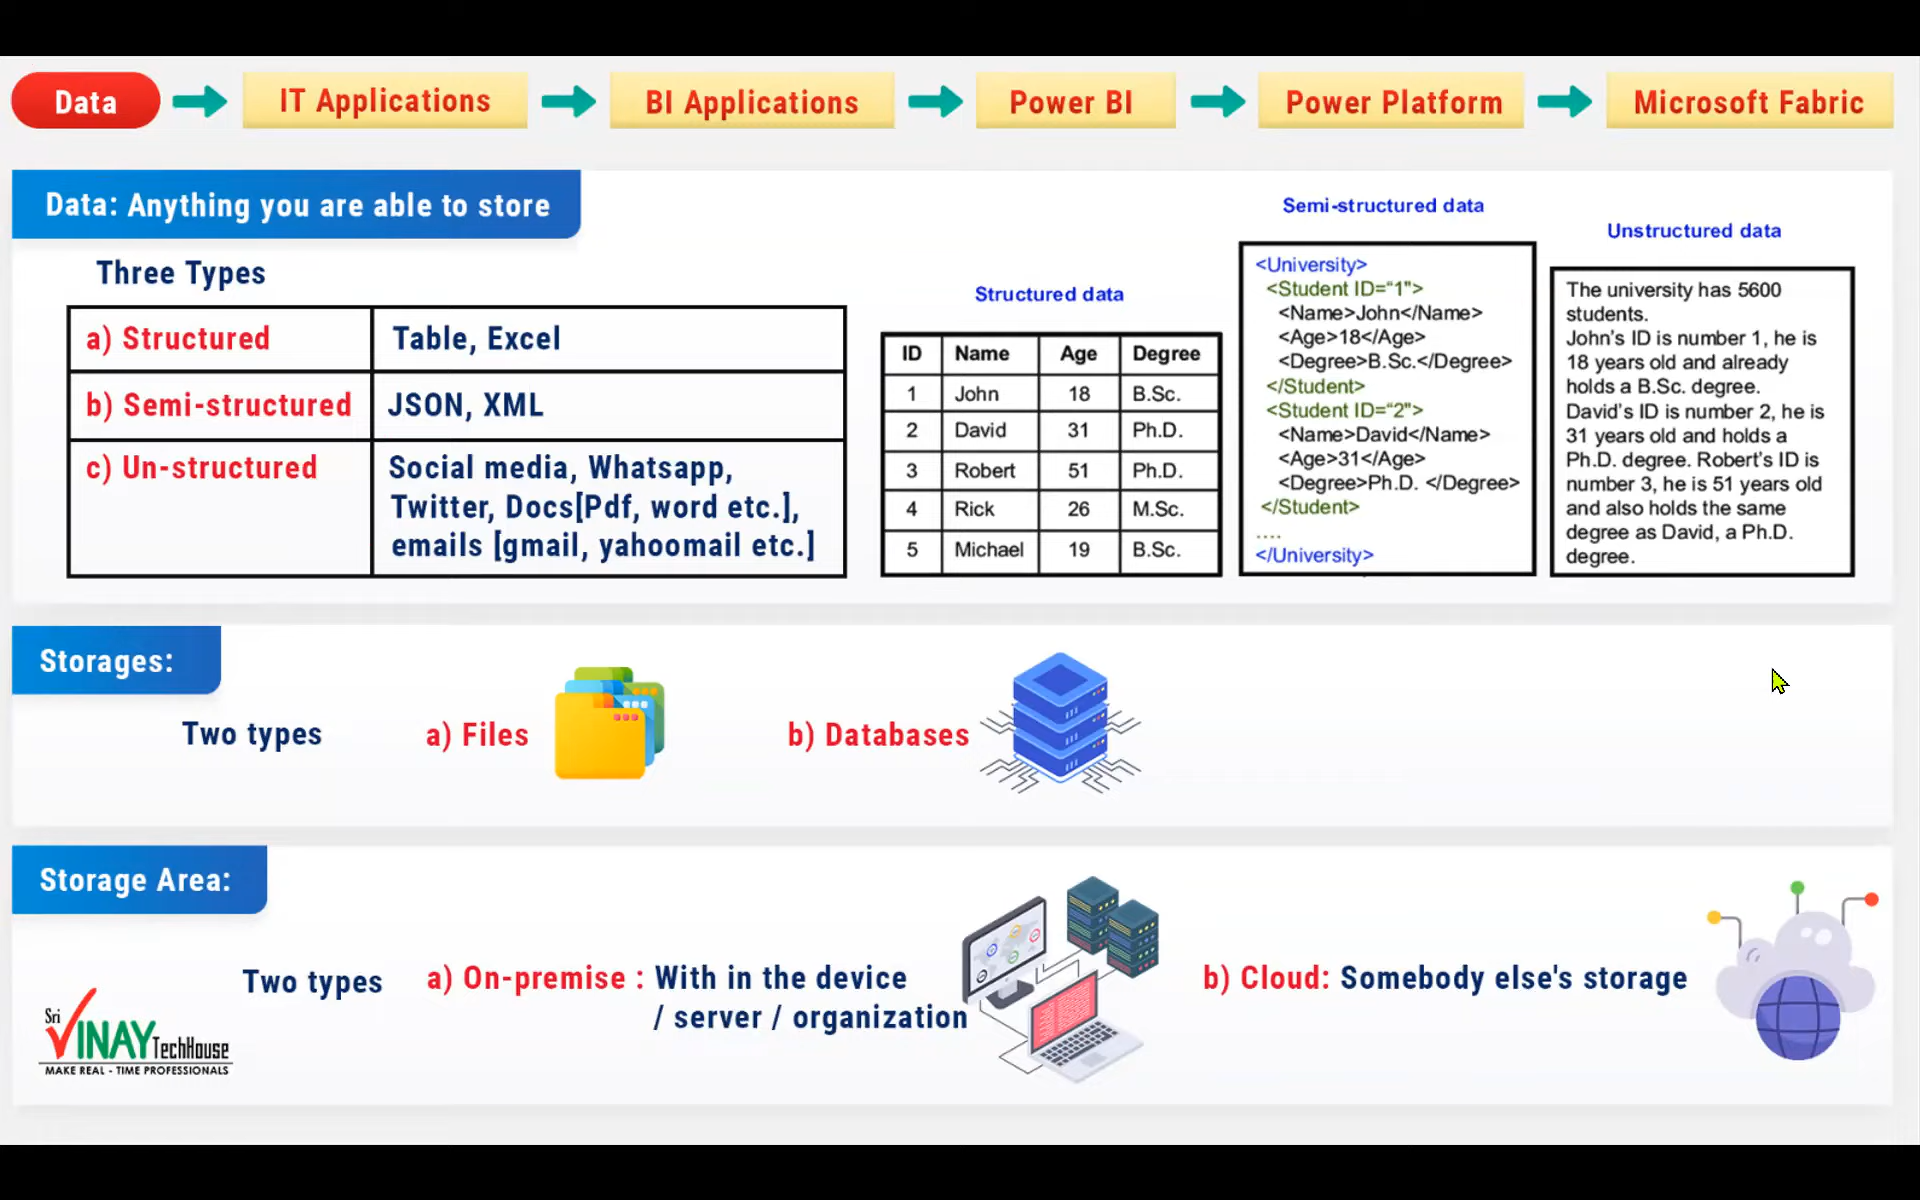 Data
IT Applications
BI Applications
Power BI
Power Platform
Microsoft Fabric
Data: Anything you are able to store
Three Types
a) Structured
Table, Excel
b) Semi-structured
JSON, XML
c) Un-structured
Social media, Whatsapp,
Twitter, Docs[Pdf, word etc.],
emails [gmail, yahoomail etc.]
Structured data
ID Name Age Degree
1 John 18 B.Sc.
2 David 31 Ph.D.
3 Robert 51 Ph.D.
4 Rick 26 M.Sc.
5 Michael 19 B.Sc.
Semi-structured data
<University>
<Student ID=“1">
<Name>John</Name>
<Age>18</Age>
<Degree>B.Sc.</Degree>
</Student>
<Student ID=“2">
<Name>David</Name>
<Age>31</Age>
<Degree>Ph.D. </Degree>
</Student>
....
</University>
Unstructured data
The university has 5600
students.
John's ID is number 1, he is
18 years old and already
holds a B.Sc. degree.
David's ID is number 2, he is
31 years old and holds a
Ph.D. degree. Robert's ID is
number 3, he is 51 years old
and also holds the same
degree as David, a Ph.D.
degree.
Storages:
Two types
a) Files
b) Databases
Storage Area:
Two types
a) On-premise : With in the device
/ server / organization
b) Cloud: Somebody else's storage
Sri
VINAY TechHouse
MAKE REAL - TIME PROFESSIONALS